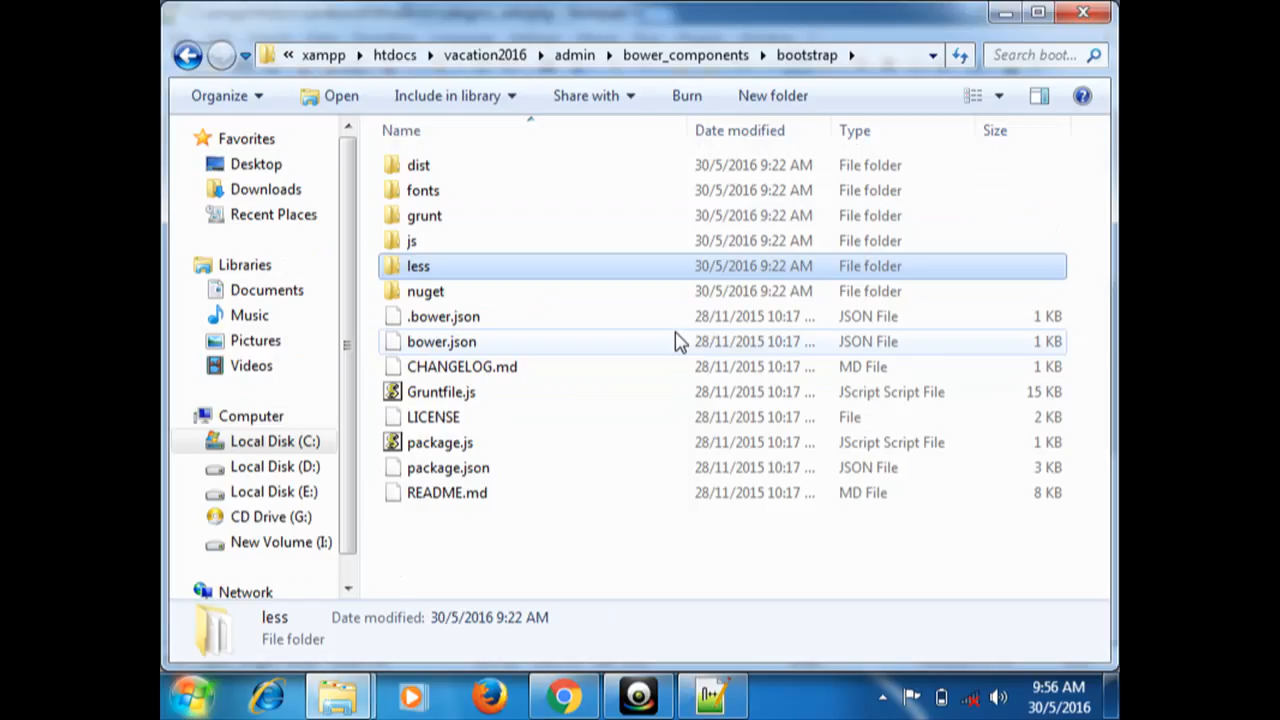 « xampp htdocs vacation2016 admin bower_components bootstrap Search boot...
Organize Open Include in library Share with Burn New folder
Name Date modified Type Size
Favorites
Desktop
Downloads
Recent Places
Libraries
Documents
Music
Pictures
Videos
Computer
Local Disk (C:)
Local Disk (D:)
Local Disk (E:)
CD Drive (G:)
New Volume (I:)
Network
dist 30/5/2016 9:22 AM File folder
fonts 30/5/2016 9:22 AM File folder
grunt 30/5/2016 9:22 AM File folder
js 30/5/2016 9:22 AM File folder
less 30/5/2016 9:22 AM File folder
nuget 30/5/2016 9:22 AM File folder
.bower.json 28/11/2015 10:17 ... JSON File 1 KB
bower.json 28/11/2015 10:17 ... JSON File 1 KB
CHANGELOG.md 28/11/2015 10:17 ... MD File 1 KB
Gruntfile.js 28/11/2015 10:17 ... JScript Script File 15 KB
LICENSE 28/11/2015 10:17 ... File 2 KB
package.js 28/11/2015 10:17 ... JScript Script File 1 KB
package.json 28/11/2015 10:17 ... JSON File 3 KB
README.md 28/11/2015 10:17 ... MD File 8 KB
less Date modified: 30/5/2016 9:22 AM
File folder
9:56 AM
30/5/2016